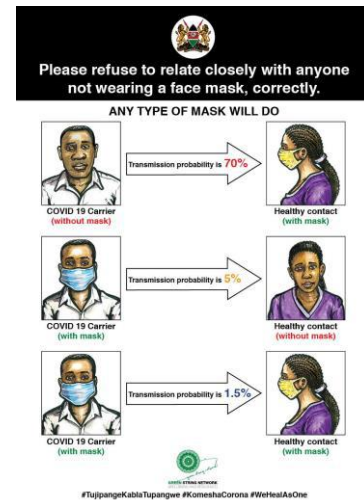 Please refuse to relate closely with anyone
not wearing a face mask, correctly.
ANY TYPE OF MASK WILL DO
Transmission probability is 70%
COVID 19 Carrier
(without mask)
Healthy contact
(with mask)
Transmission probability is 5%
COVID 19 Carrier
(with mask)
Healthy contact
(without mask)
Transmission probability is 1.5%
COVID 19 Carrier
(with mask)
Healthy contact
(with mask)
GREEN STRING NETWORK
#TujipangeKablaTupangwe #KomeshaCorona #WeHealAsOne